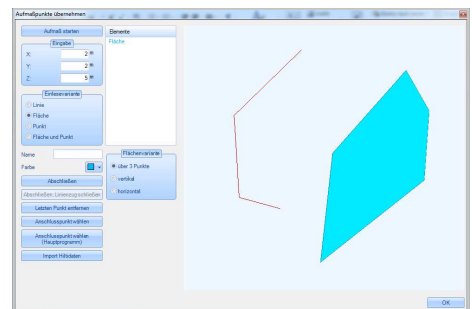 Aufmaßpunkte übernehmen
Aufmaß starten
Eingabe
X: 2 m
Y: 2 m
Z: 5 m
Einlesevariante
Linie
Fläche
Punkt
Fläche und Punkt
Name
Farbe
Abschließen
Abschließen: Linienzug schließen
Letzten Punkt entfernen
Anschlusspunkt wählen
Anschlusspunkt wählen
(Hauptprogramm)
Import Hiltidaten
Elemente
Fläche
Flächenvariante
über 3 Punkte
vertikal
horizontal
OK